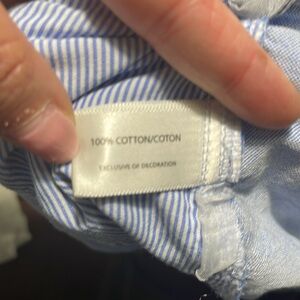 100% COTTON/COTON
EXCLUSIVE OF DECORATION